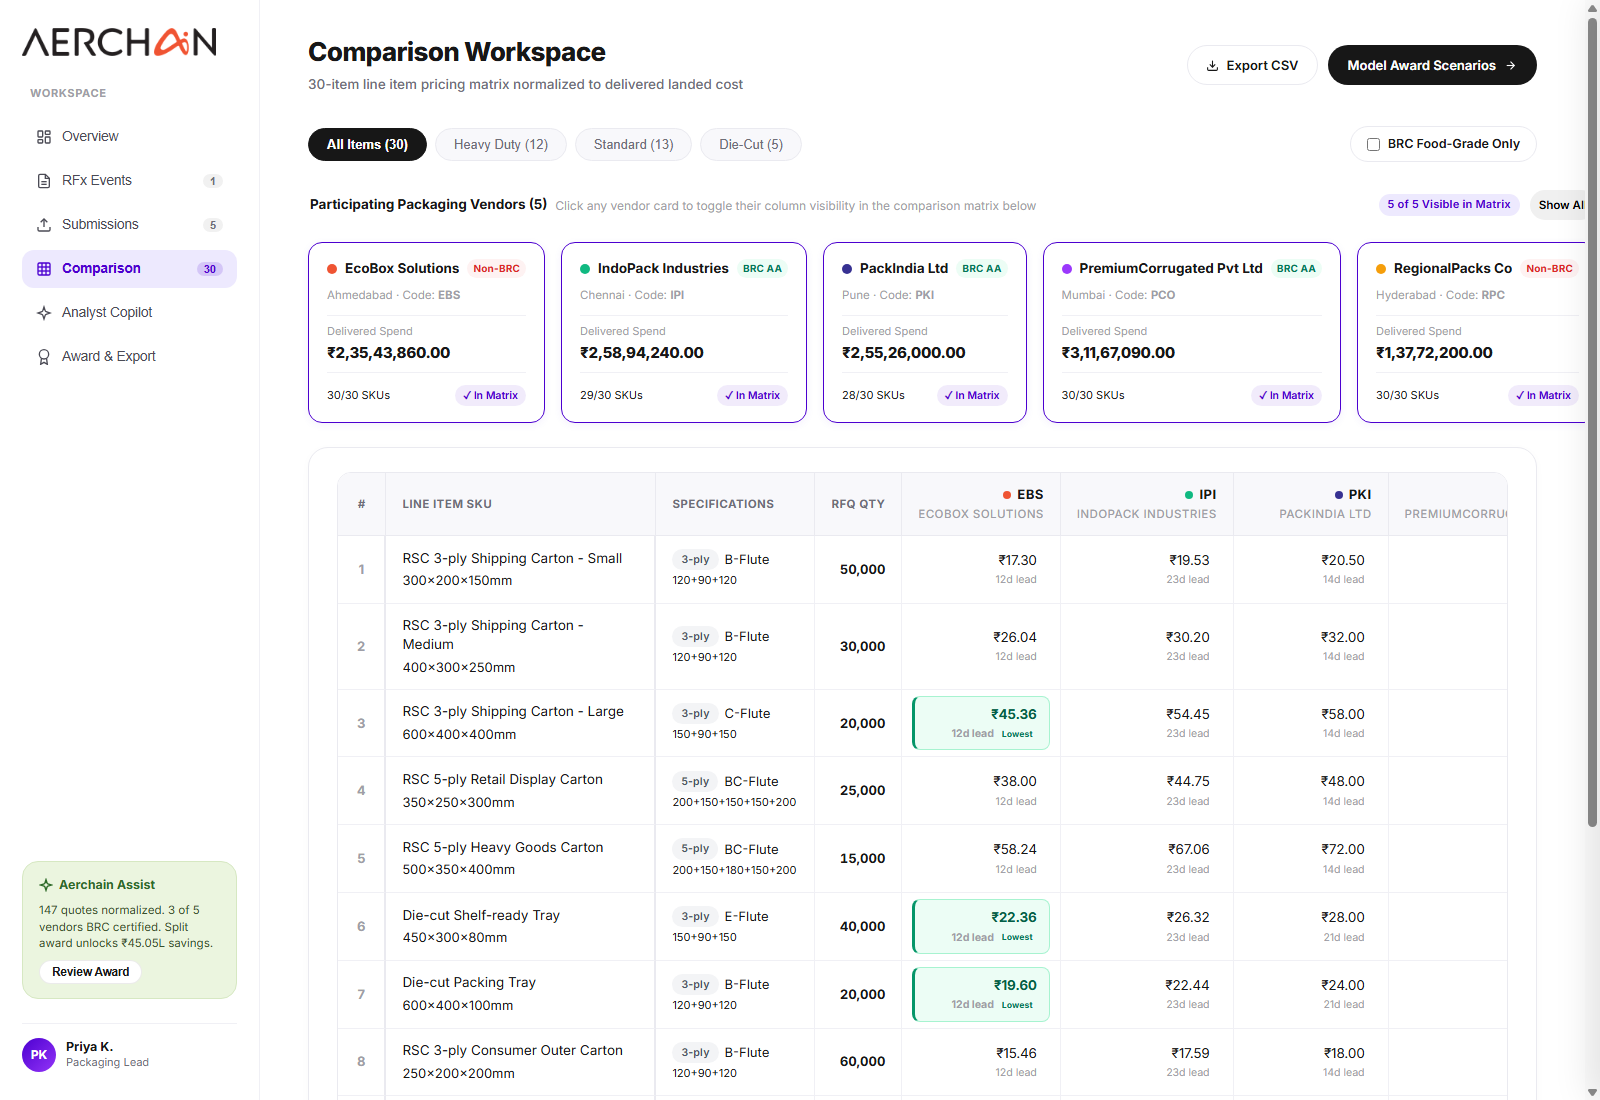 AERCHAIN
WORKSPACE
Overview
RFx Events 1
Submissions 5
Comparison 30
Analyst Copilot
Award & Export
Aerchain Assist
147 quotes normalized. 3 of 5
vendors BRC certified. Split
award unlocks ₹45.05L savings.
Review Award
PK
Priya K.
Packaging Lead
Comparison Workspace
30-item line item pricing matrix normalized to delivered landed cost
Export CSV
Model Award Scenarios →
All Items (30) Heavy Duty (12) Standard (13) Die-Cut (5)
BRC Food-Grade Only
Participating Packaging Vendors (5) Click any vendor card to toggle their column visibility in the comparison matrix below
5 of 5 Visible in Matrix
Show Al
EcoBox Solutions Non-BRC
Ahmedabad · Code: EBS
Delivered Spend
₹2,35,43,860.00
30/30 SKUs ✓ In Matrix
IndoPack Industries BRC AA
Chennai · Code: IPI
Delivered Spend
₹2,58,94,240.00
29/30 SKUs ✓ In Matrix
PackIndia Ltd BRC AA
Pune · Code: PKI
Delivered Spend
₹2,55,26,000.00
28/30 SKUs ✓ In Matrix
PremiumCorrugated Pvt Ltd BRC AA
Mumbai · Code: PCO
Delivered Spend
₹3,11,67,090.00
30/30 SKUs ✓ In Matrix
RegionalPacks Co Non-BRC
Hyderabad · Code: RPC
Delivered Spend
₹1,37,72,200.00
30/30 SKUs ✓ In Matrix
# LINE ITEM SKU SPECIFICATIONS RFQ QTY EBS IPI PKI
ECOBOX SOLUTIONS INDOPACK INDUSTRIES PACKINDIA LTD PREMIUMCORRU
RSC 3-ply Shipping Carton - Small 3-ply B-Flute ₹17.30 ₹19.53 ₹20.50
1 50,000
300×200×150mm 120+90+120 12d lead 23d lead 14d lead
RSC 3-ply Shipping Carton -
Medium 3-ply B-Flute ₹26.04 ₹30.20 ₹32.00
2 30,000
400×300×250mm 120+90+120 12d lead 23d lead 14d lead
RSC 3-ply Shipping Carton - Large 3-ply C-Flute ₹45.36 ₹54.45 ₹58.00
3 20,000
600×400×400mm 150+90+150 12d lead Lowest 23d lead 14d lead
RSC 5-ply Retail Display Carton 5-ply BC-Flute ₹38.00 ₹44.75 ₹48.00
4 25,000
350×250×300mm 200+150+150+150+200 12d lead 23d lead 14d lead
RSC 5-ply Heavy Goods Carton 5-ply BC-Flute ₹58.24 ₹67.06 ₹72.00
5 15,000
500×350×400mm 200+150+180+150+200 12d lead 23d lead 14d lead
Die-cut Shelf-ready Tray 3-ply E-Flute ₹22.36 ₹26.32 ₹28.00
6 40,000
450×300×80mm 150+90+150 12d lead Lowest 23d lead 21d lead
Die-cut Packing Tray 3-ply B-Flute ₹19.60 ₹22.44 ₹24.00
7 20,000
600×400×100mm 120+90+120 12d lead Lowest 23d lead 21d lead
RSC 3-ply Consumer Outer Carton 3-ply B-Flute ₹15.46 ₹17.59 ₹18.00
8 60,000
250×200×200mm 120+90+120 12d lead 23d lead 14d lead